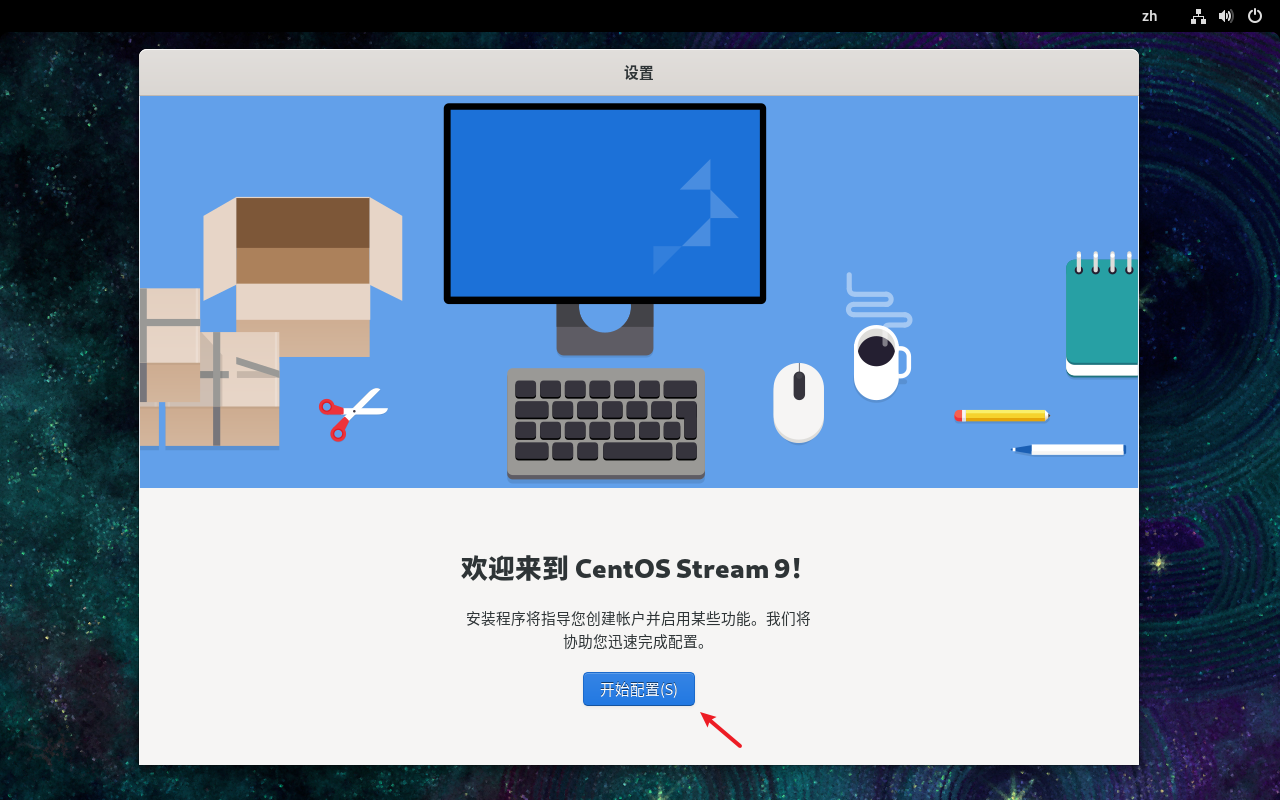 zh
设置
欢迎来到 CentOS Stream 9！
安装程序将指导您创建帐户并启用某些功能。我们将
协助您迅速完成配置。
开始配置(S)